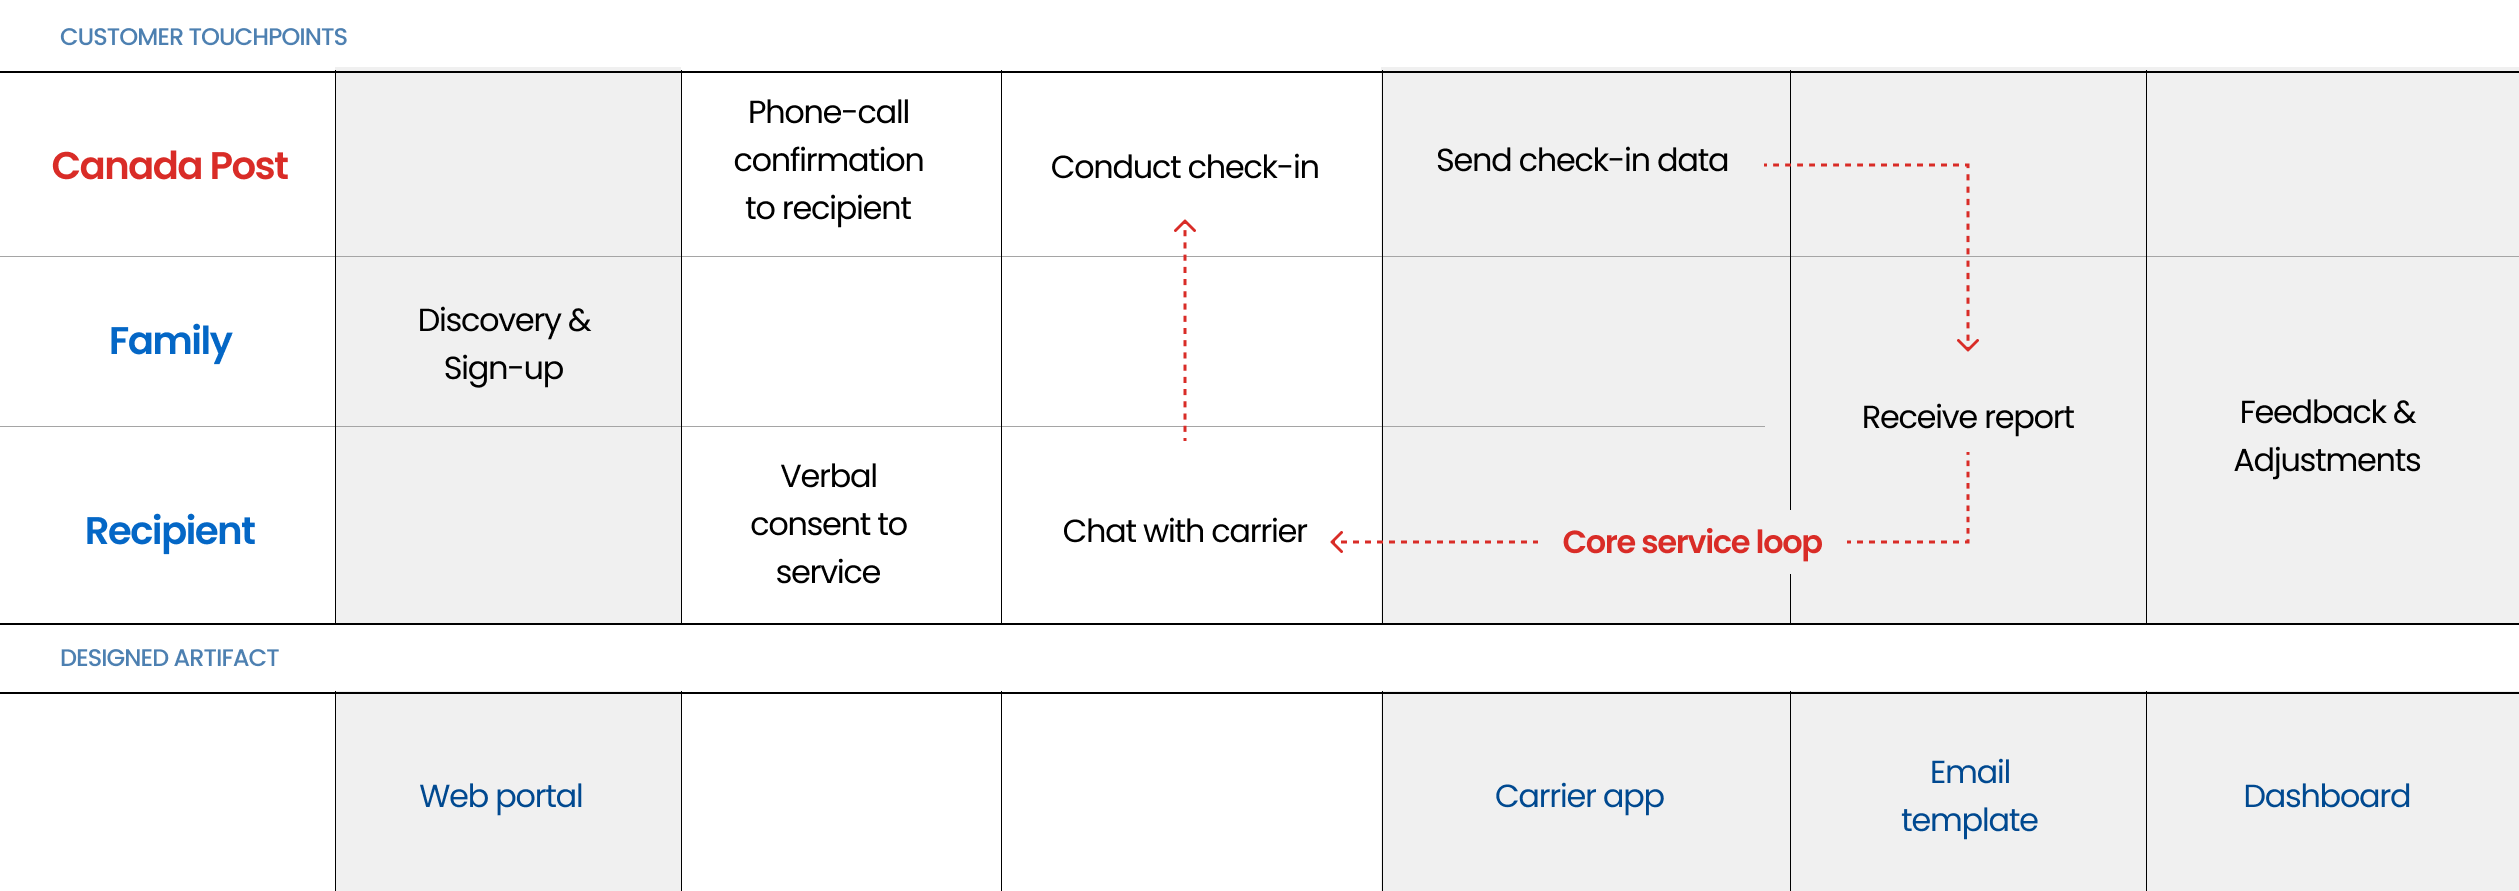 CUSTOMER TOUCHPOINTS
Canada Post
Phone-call
confirmation
to recipient
Conduct check-in
Send check-in data
Family
Discovery &
Sign-up
Receive report
Feedback &
Adjustments
Recipient
Verbal
consent to
service
Chat with carrier
Core service loop
DESIGNED ARTIFACT
Web portal
Carrier app
Email
template
Dashboard